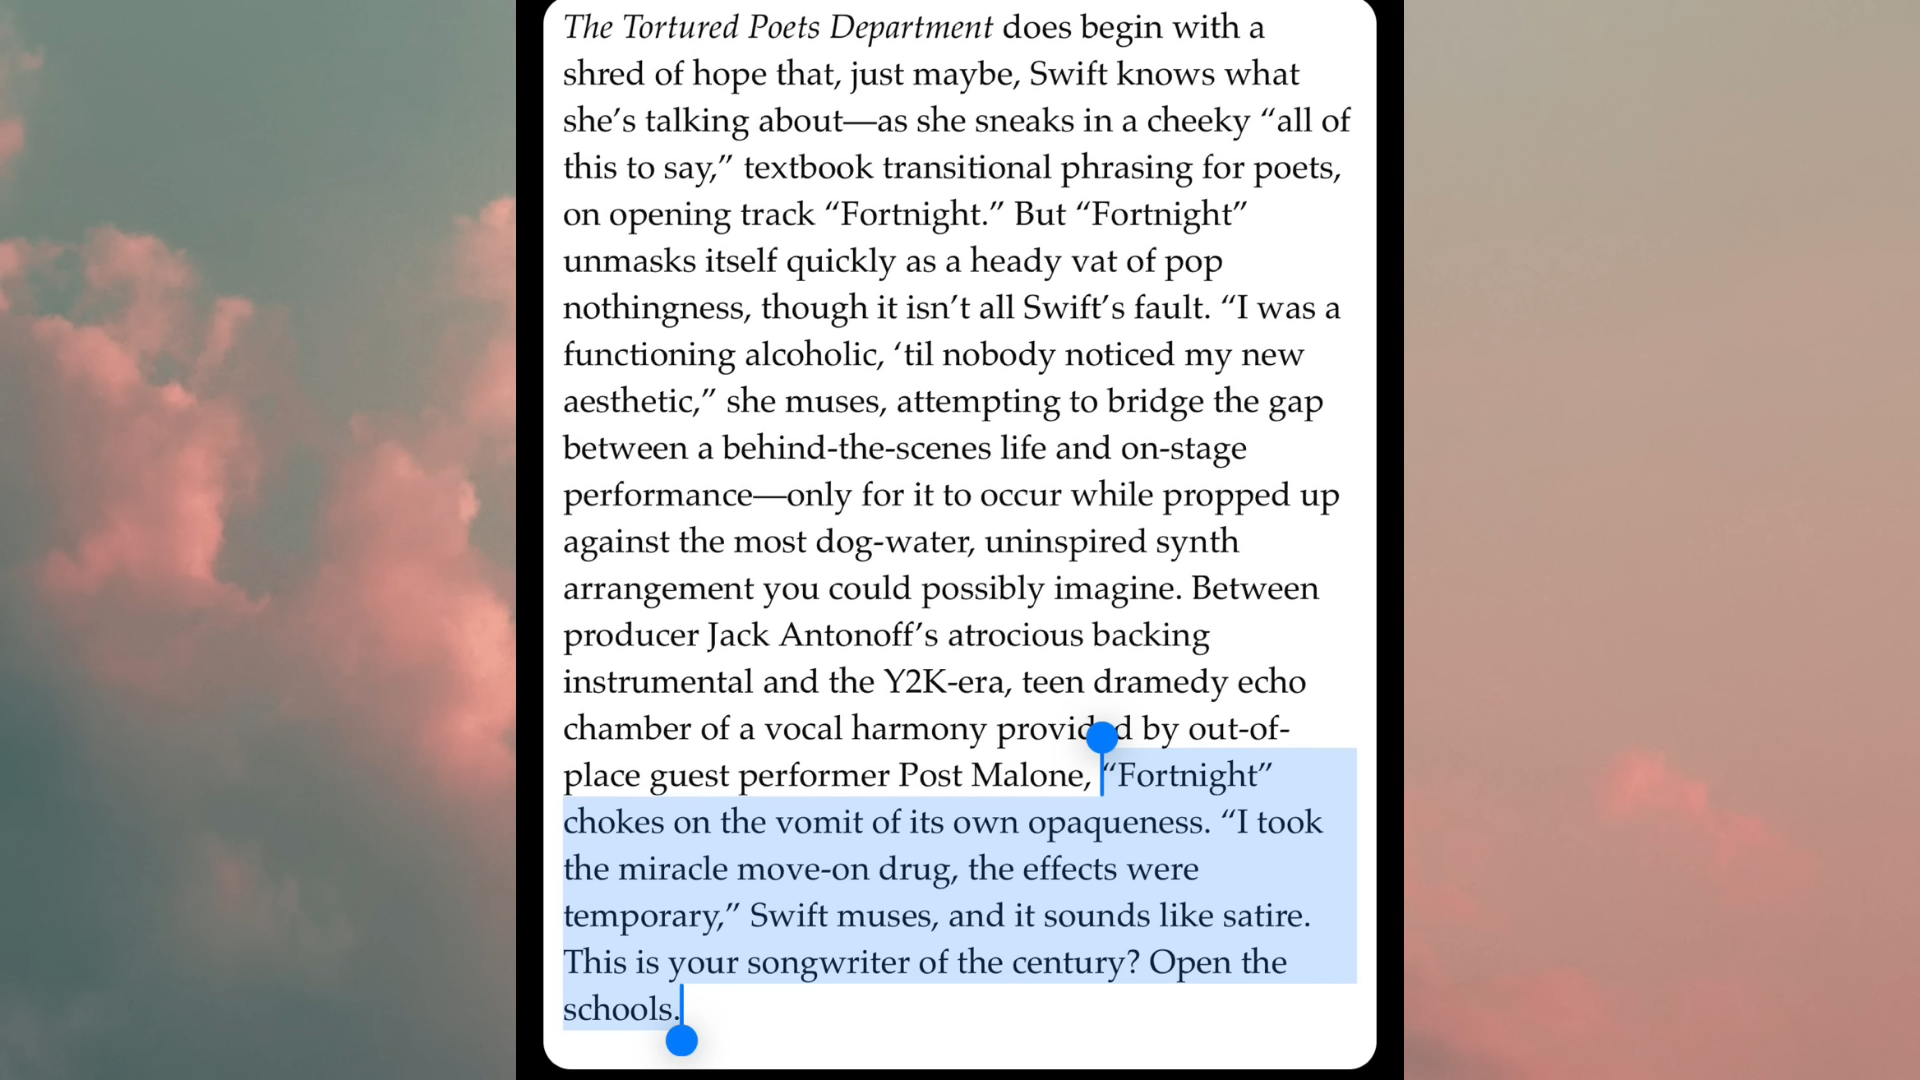 The Tortured Poets Department does begin with a
shred of hope that, just maybe, Swift knows what
she’s talking about—as she sneaks in a cheeky “all of
this to say,” textbook transitional phrasing for poets,
on opening track “Fortnight.” But “Fortnight”
unmasks itself quickly as a heady vat of pop
nothingness, though it isn’t all Swift’s fault. “I was a
functioning alcoholic, ‘til nobody noticed my new
aesthetic,” she muses, attempting to bridge the gap
between a behind-the-scenes life and on-stage
performance—only for it to occur while propped up
against the most dog-water, uninspired synth
arrangement you could possibly imagine. Between
producer Jack Antonoff’s atrocious backing
instrumental and the Y2K-era, teen dramedy echo
chamber of a vocal harmony provided by out-of-
place guest performer Post Malone, “Fortnight”
chokes on the vomit of its own opaqueness. “I took
the miracle move-on drug, the effects were
temporary,” Swift muses, and it sounds like satire.
This is your songwriter of the century? Open the
schools.